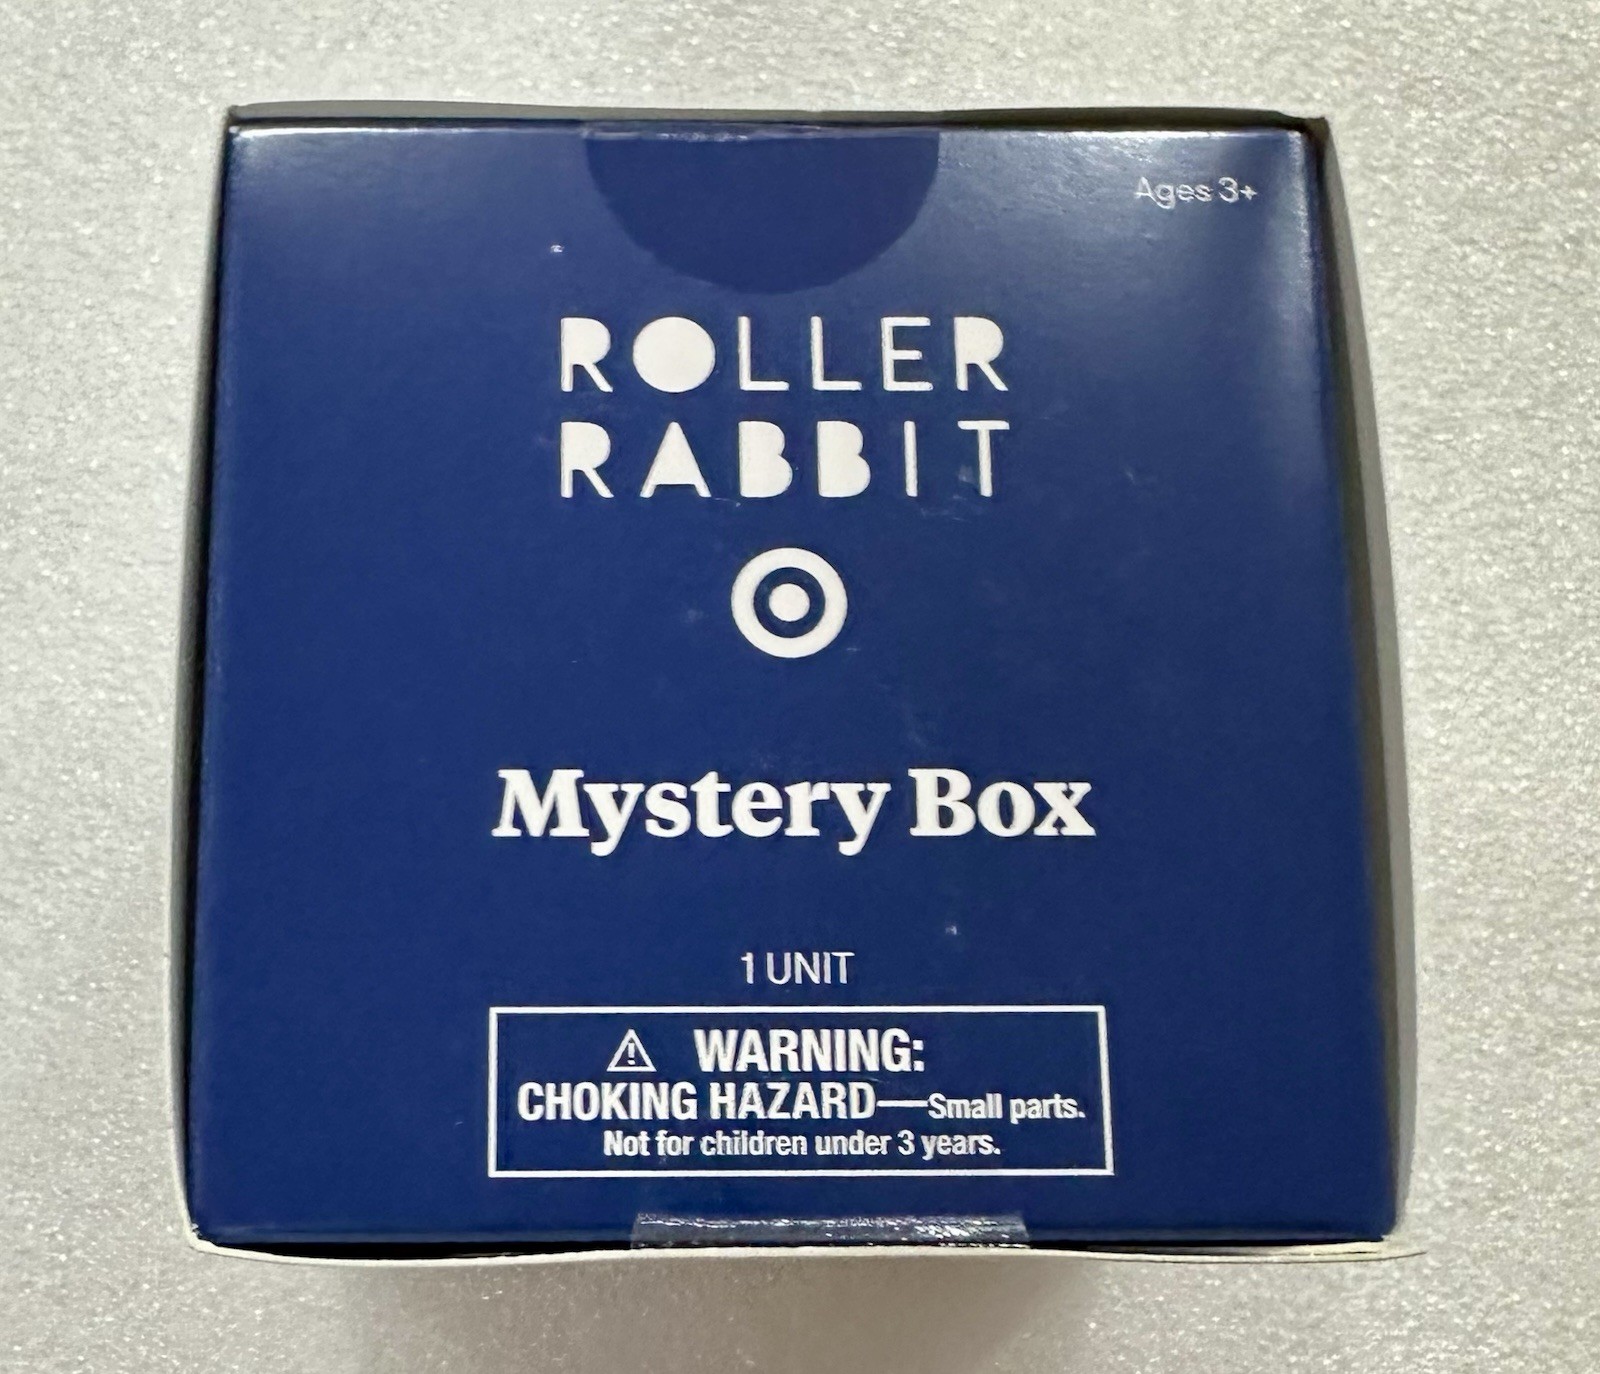 Ages 3+
ROLLER
RABBIT
Mystery Box
1 UNIT
⚠ WARNING:
CHOKING HAZARD—Small parts.
Not for children under 3 years.